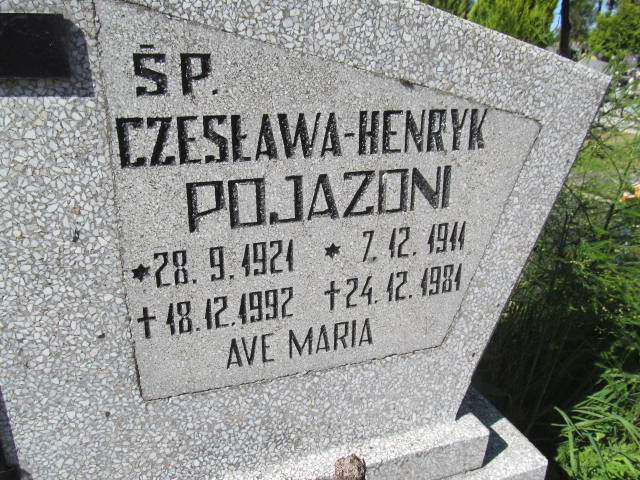 ŚP.
CZESŁAWA-HENRYK
POJAZONI
* 28.9.1921 * 7.12.1911
✝ 18.12.1992 ✝ 24.12.1981
AVE MARIA